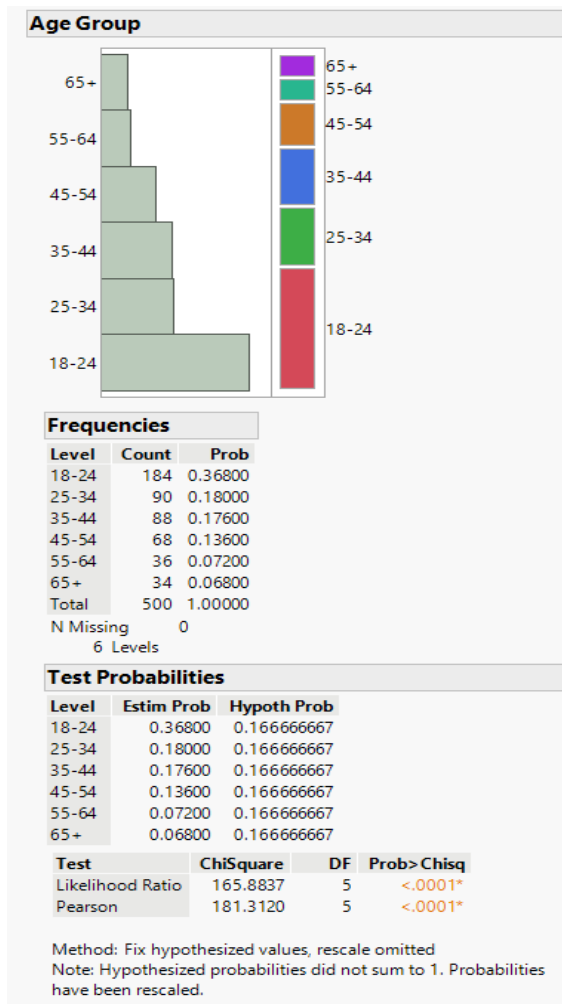 Age Group
65+
55-64
45-54
35-44
25-34
18-24
65+
55-64
45-54
35-44
25-34
18-24
Frequencies
Level Count Prob
18-24 184 0.36800
25-34 90 0.18000
35-44 88 0.17600
45-54 68 0.13600
55-64 36 0.07200
65+ 34 0.06800
Total 500 1.00000
N Missing 0
6 Levels
Test Probabilities
Level Estim Prob Hypoth Prob
18-24 0.36800 0.166666667
25-34 0.18000 0.166666667
35-44 0.17600 0.166666667
45-54 0.13600 0.166666667
55-64 0.07200 0.166666667
65+ 0.06800 0.166666667
Test ChiSquare DF Prob>Chisq
Likelihood Ratio 165.8837 5 <.0001*
Pearson 181.3120 5 <.0001*
Method: Fix hypothesized values, rescale omitted
Note: Hypothesized probabilities did not sum to 1. Probabilities
have been rescaled.